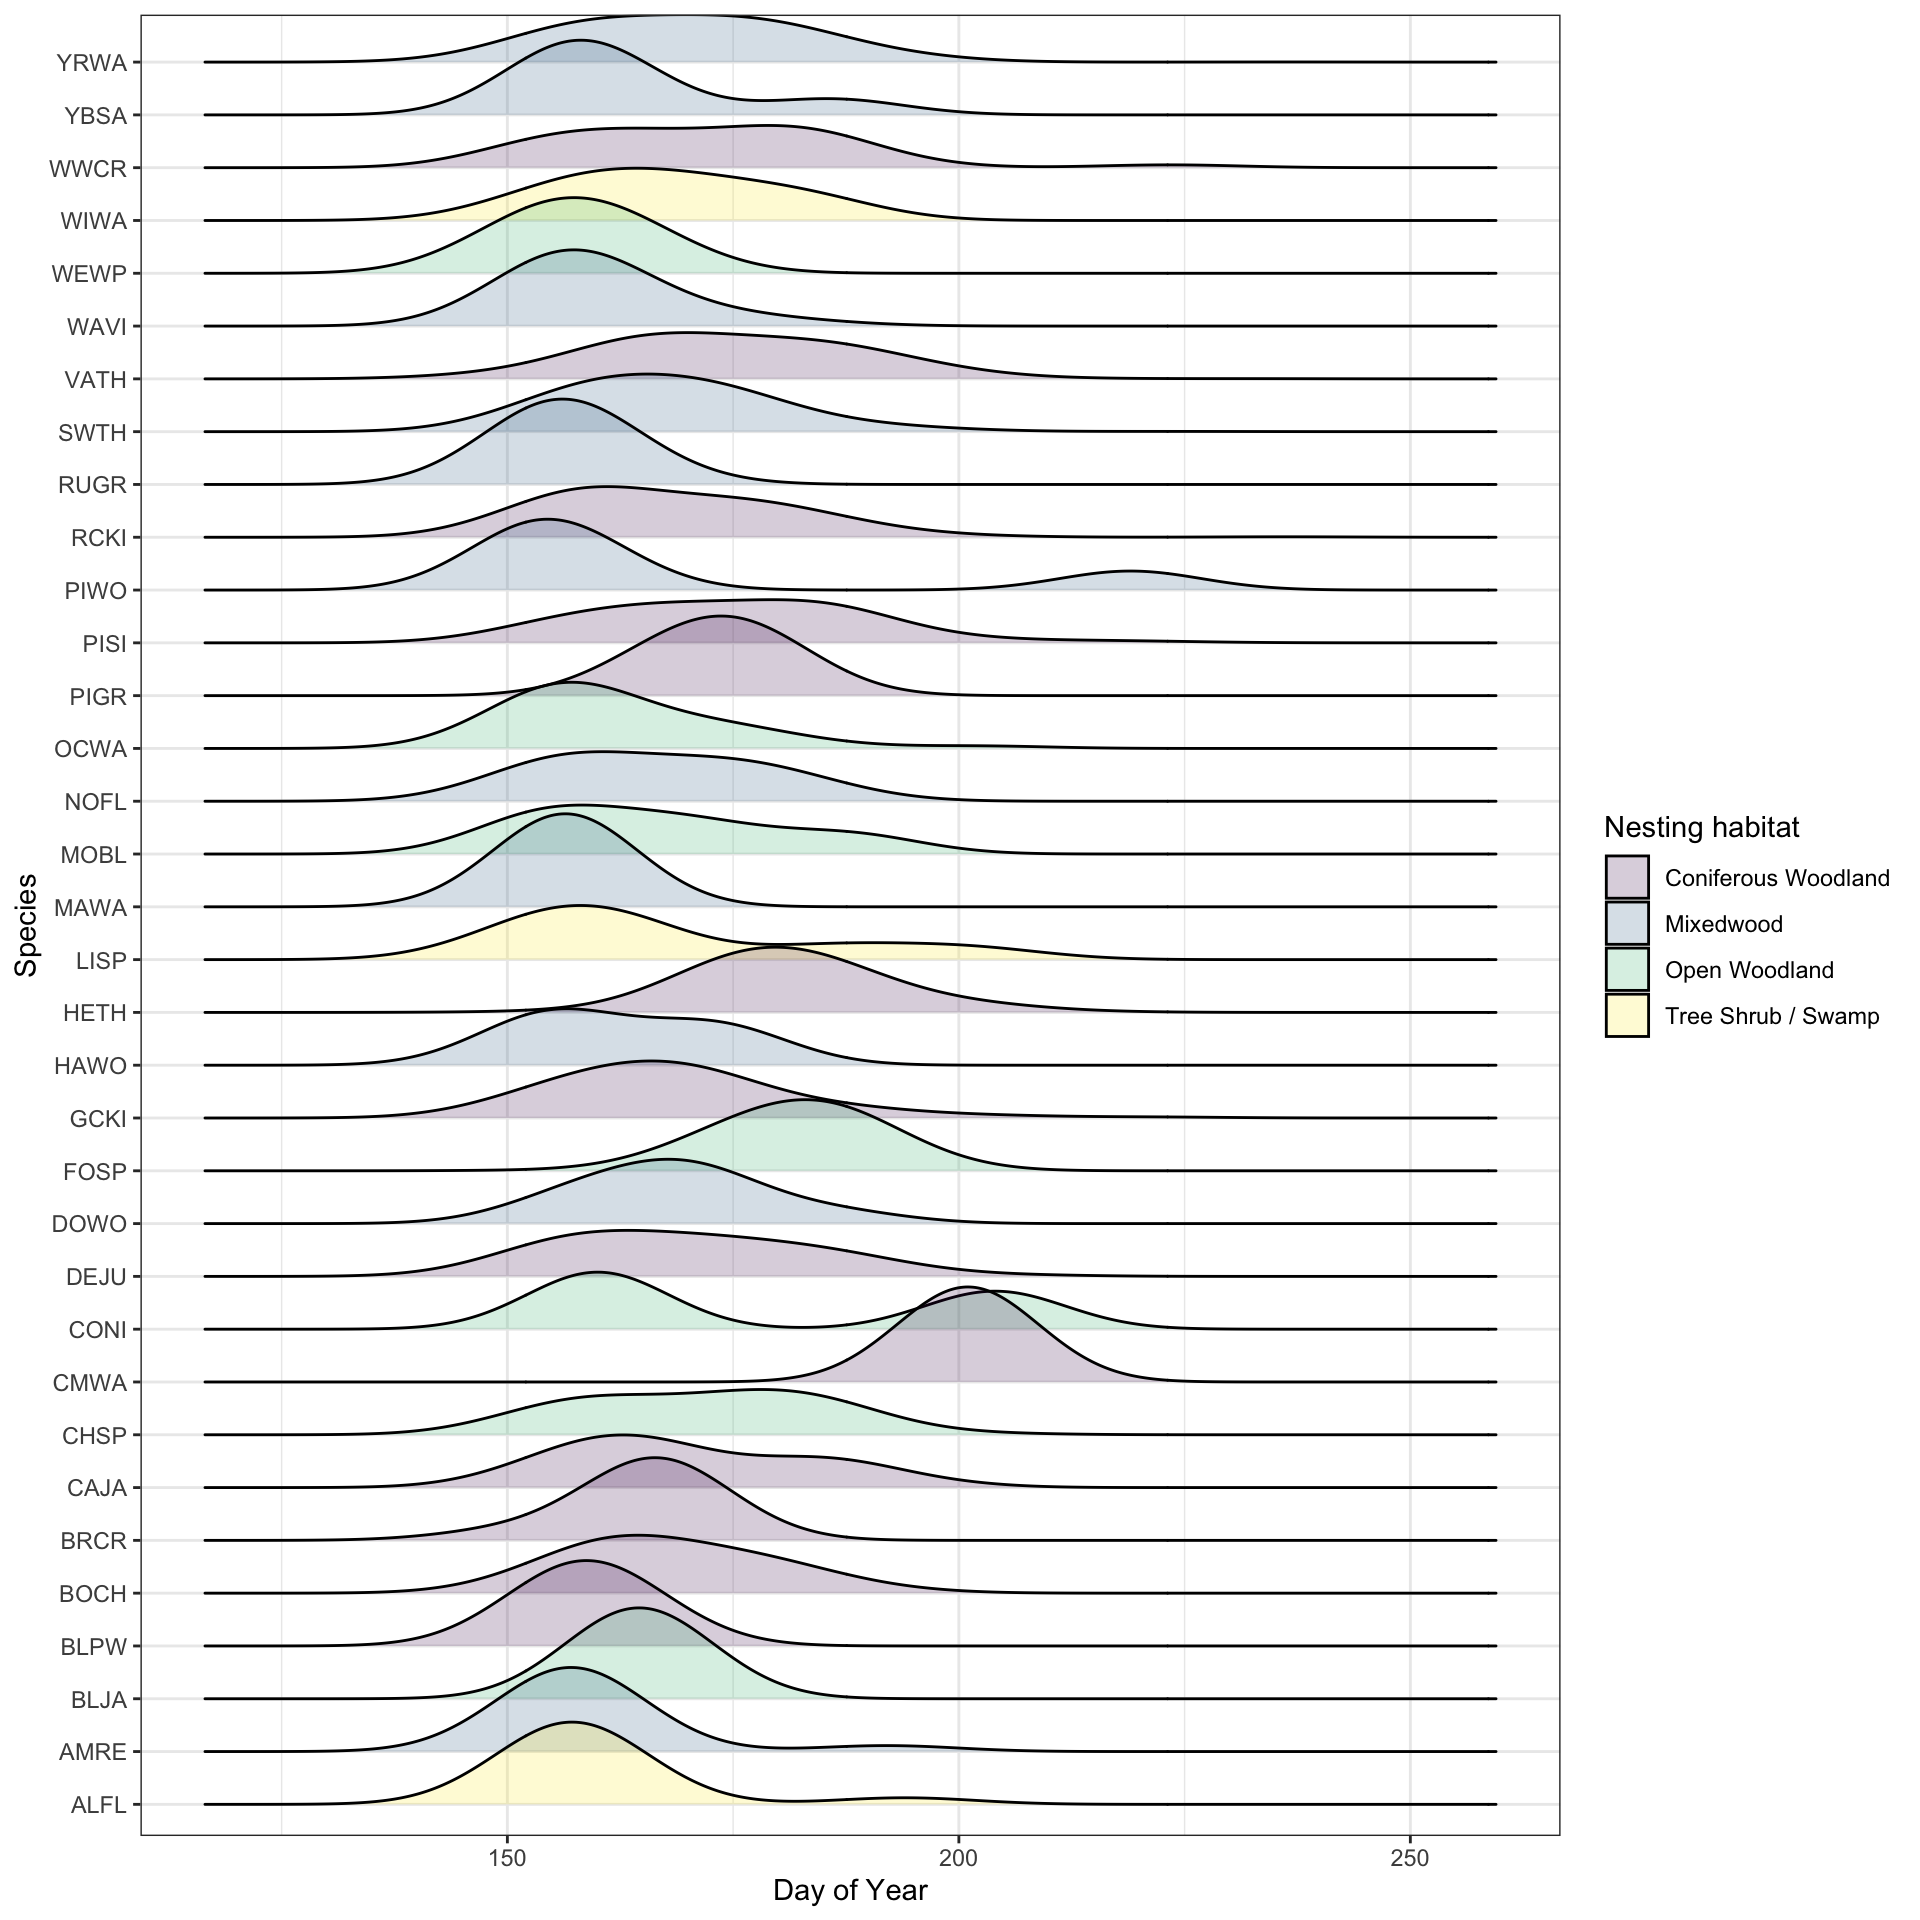 YRWA
YBSA
WWCR
WIWA
WEWP
WAVI
VATH
SWTH
RUGR
RCKI
PIWO
PISI
PIGR
OCWA
NOFL
MOBL
MAWA
LISP
HETH
HAWO
GCKI
FOSP
DOWO
DEJU
CONI
CMWA
CHSP
CAJA
BRCR
BOCH
BLPW
BLJA
AMRE
ALFL
Species
150 200 250
Day of Year
Nesting habitat
Coniferous Woodland
Mixedwood
Open Woodland
Tree Shrub / Swamp